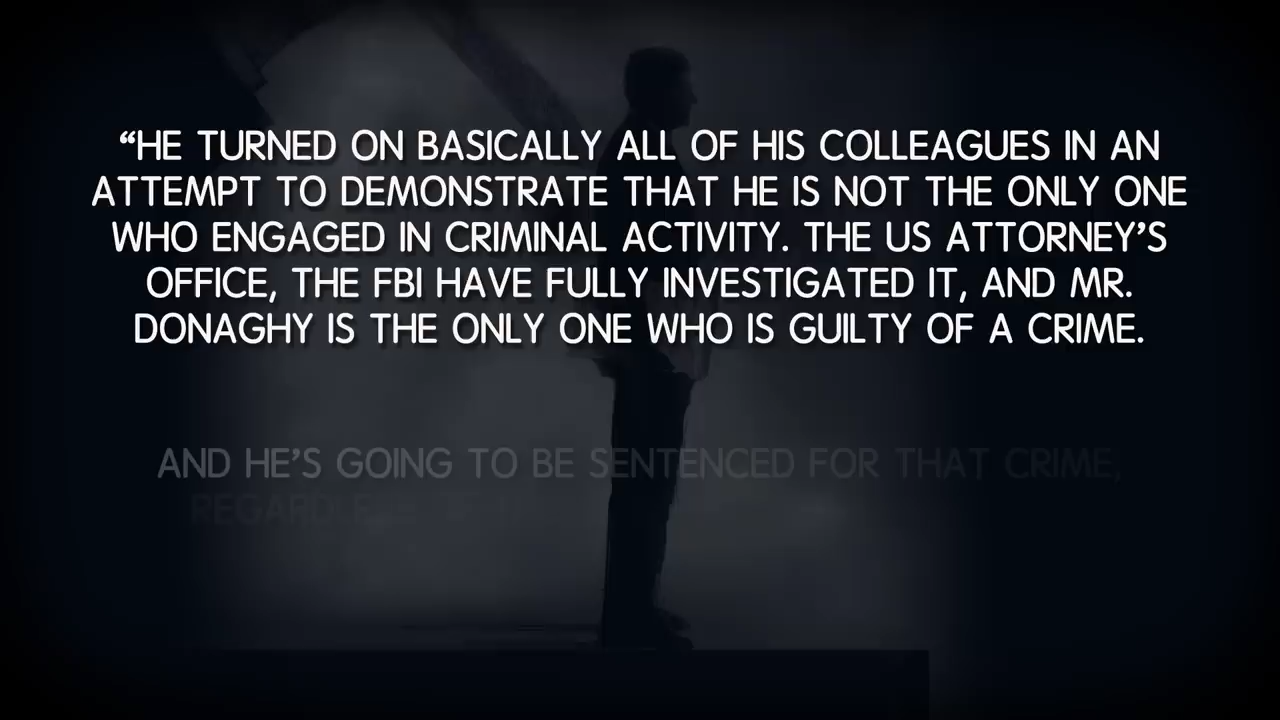 “HE TURNED ON BASICALLY ALL OF HIS COLLEAGUES IN AN
ATTEMPT TO DEMONSTRATE THAT HE IS NOT THE ONLY ONE
WHO ENGAGED IN CRIMINAL ACTIVITY. THE US ATTORNEY’S
OFFICE, THE FBI HAVE FULLY INVESTIGATED IT, AND MR.
DONAGHY IS THE ONLY ONE WHO IS GUILTY OF A CRIME.
AND HE’S GOING TO BE SENTENCED FOR THAT CRIME,